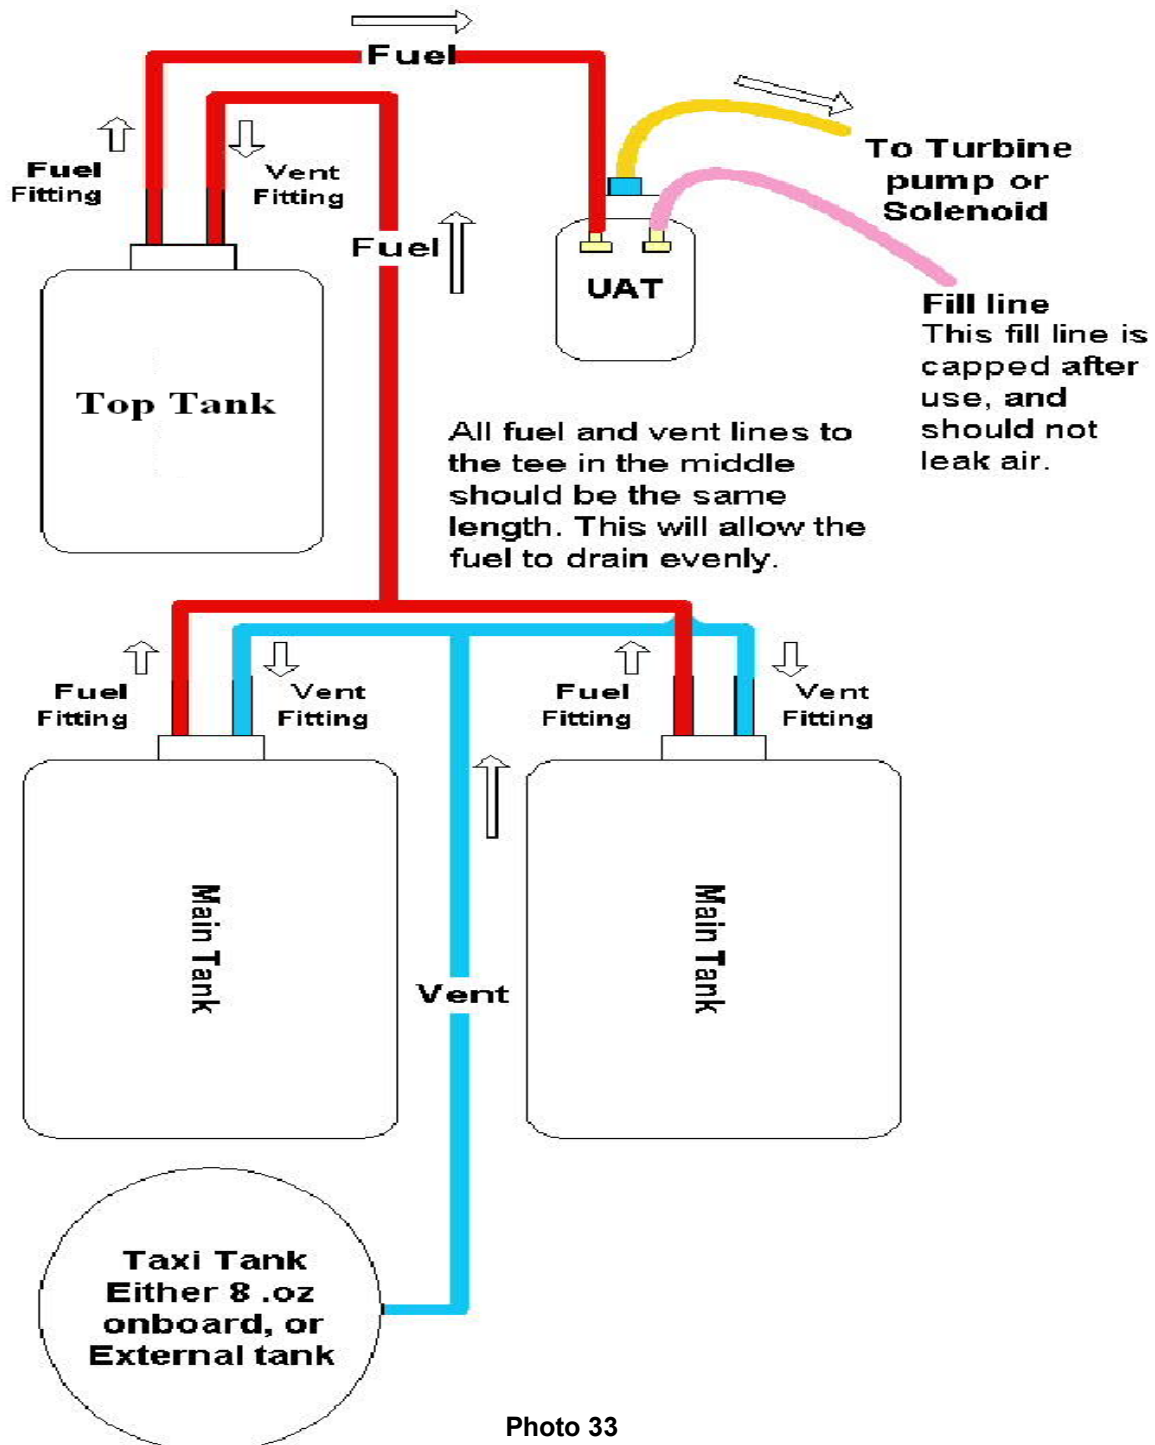 Fuel
Fuel
Fitting
Vent
Fitting
Fuel
To Turbine
pump or
Solenoid
UAT
Fill line
This fill line is
capped after
use, and
should not
leak air.
Top Tank
All fuel and vent lines to
the tee in the middle
should be the same
length. This will allow the
fuel to drain evenly.
Fuel
Fitting
Vent
Fitting
Fuel
Fitting
Vent
Fitting
Main Tank
Main Tank
Vent
Taxi Tank
Either 8 .oz
onboard, or
External tank
Photo 33